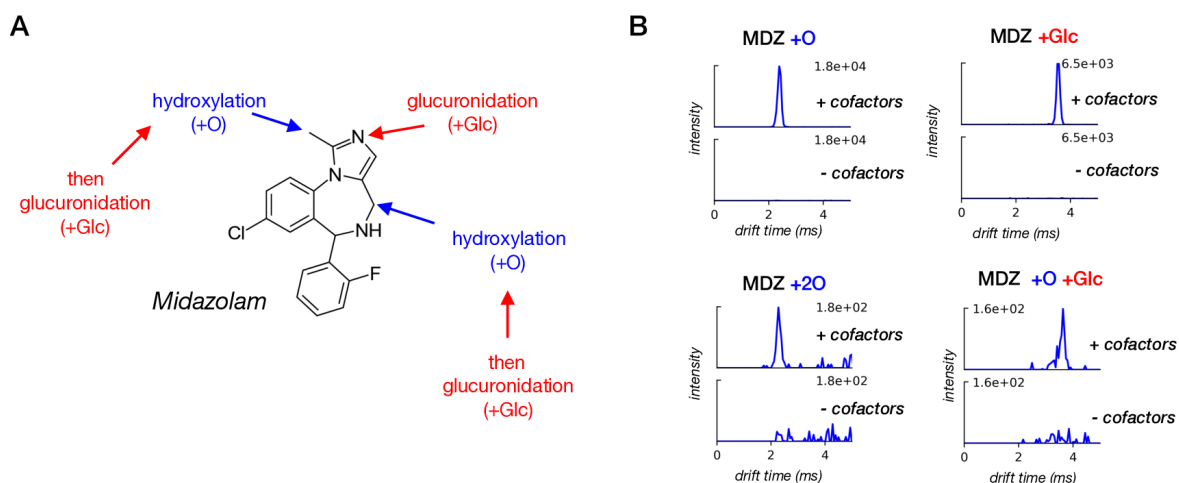 A
hydroxylation
(+O)
glucuronidation
(+Glc)
then
glucuronidation
(+Glc)
N
N
NH
Cl
F
hydroxylation
(+O)
Midazolam
then
glucuronidation
(+Glc)
B
MDZ +O
1.8e+04
+ cofactors
1.8e+04
- cofactors
intensity
0 2 4
drift time (ms)
MDZ +Glc
6.5e+03
+ cofactors
6.5e+03
- cofactors
intensity
0 2 4
drift time (ms)
MDZ +2O
1.8e+02
+ cofactors
1.8e+02
- cofactors
intensity
0 2 4
drift time (ms)
MDZ +O +Glc
1.6e+02
+ cofactors
1.6e+02
- cofactors
intensity
0 2 4
drift time (ms)